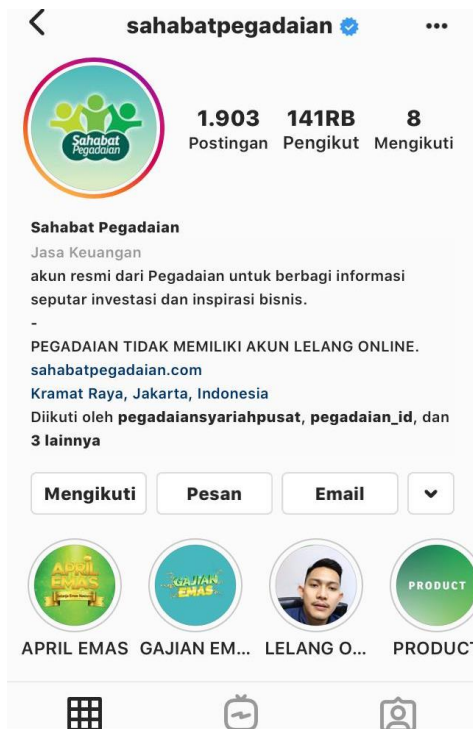 sahabatpegadaian
Sahabat
Pegadaian
1.903 141RB 8
Postingan Pengikut Mengikuti
Sahabat Pegadaian
Jasa Keuangan
akun resmi dari Pegadaian untuk berbagi informasi
seputar investasi dan inspirasi bisnis.
-
PEGADAIAN TIDAK MEMILIKI AKUN LELANG ONLINE.
sahabatpegadaian.com
Kramat Raya, Jakarta, Indonesia
Diikuti oleh pegadaiansyariahpusat, pegadaian_id, dan
3 lainnya
Mengikuti Pesan Email
APRIL
EMAS
GAJIAN
EMAS
PRODUCT
APRIL EMAS GAJIAN EM... LELANG O... PRODUCT